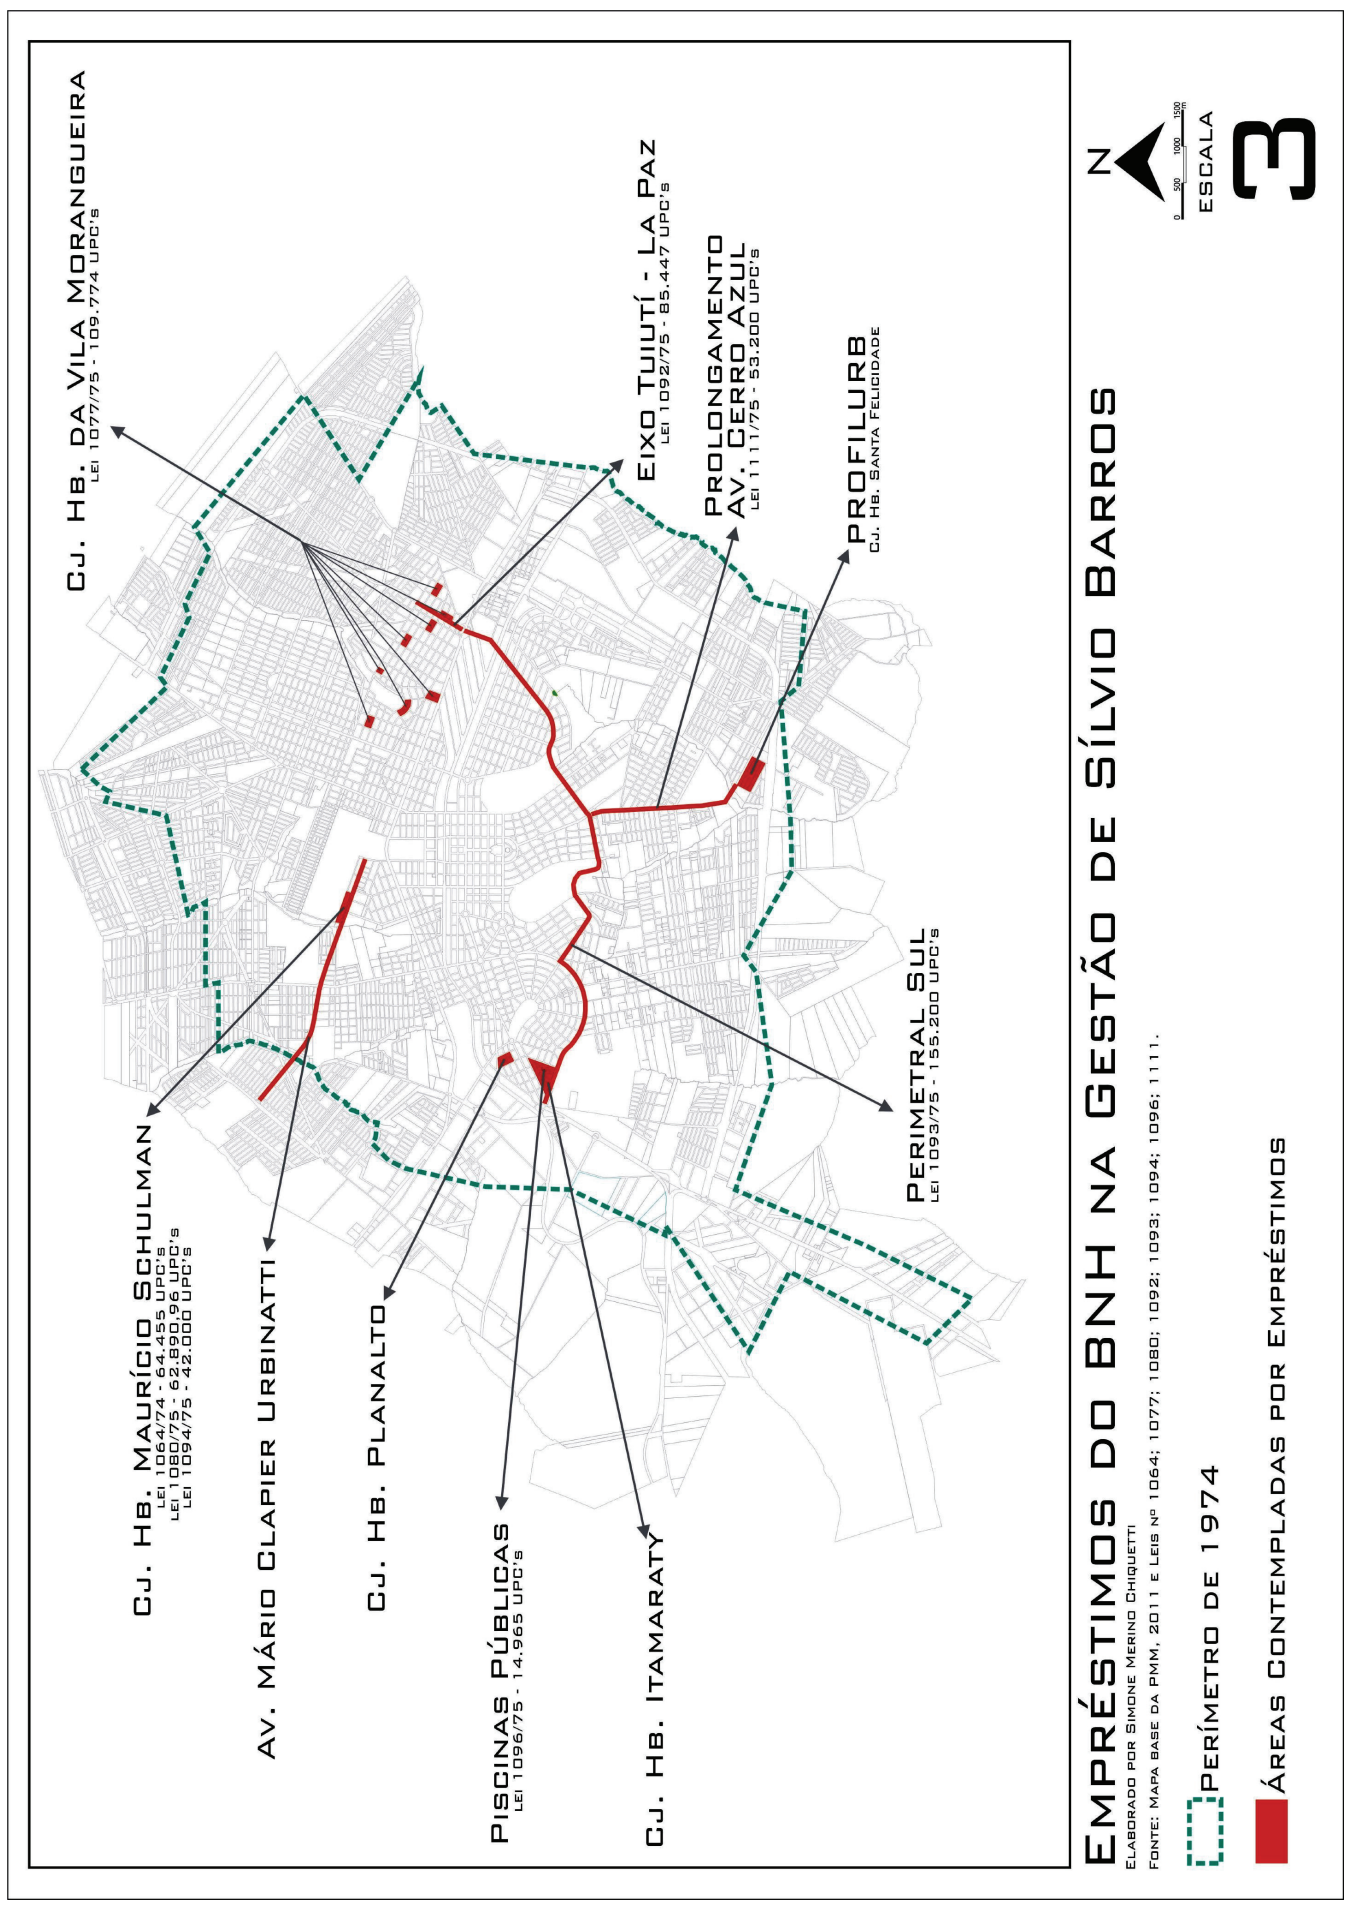 Cj. Hb. da Vila Morangueira
Lei 1077/75 - 109.774 UPC's
Cj. Hb. Maurício Schulman
Lei 1064/74 - 64.455 UPC's
Lei 1080/75 - 62.890,96 UPC's
Lei 1094/75 - 42.000 UPC's
Av. Mário Clapier Urbinatti
Cj. Hb. Planalto
Piscinas Públicas
Lei 1096/75 - 14.965 UPC's
Cj. Hb. Itamaraty
Eixo Tuiutí - La Paz
Lei 1092/75 - 85.447 UPC's
Prolongamento
Av. Cerro Azul
Lei 1111/75 - 53.200 UPC's
PROFILURB
Cj. Hb. Santa Felicidade
Perimetral Sul
Lei 1093/75 - 155.200 UPC's
Empréstimos do BNH na Gestão de Sílvio Barros
Elaborado por Simone Merino Chiquetti
Fonte: Mapa base da PMM, 2011 e Leis nº 1064; 1077; 1080; 1092; 1093; 1094; 1096; 1111.
Perímetro de 1974
Áreas Contempladas por Empréstimos
N
0 500 1000 1500 m
ESCALA
3